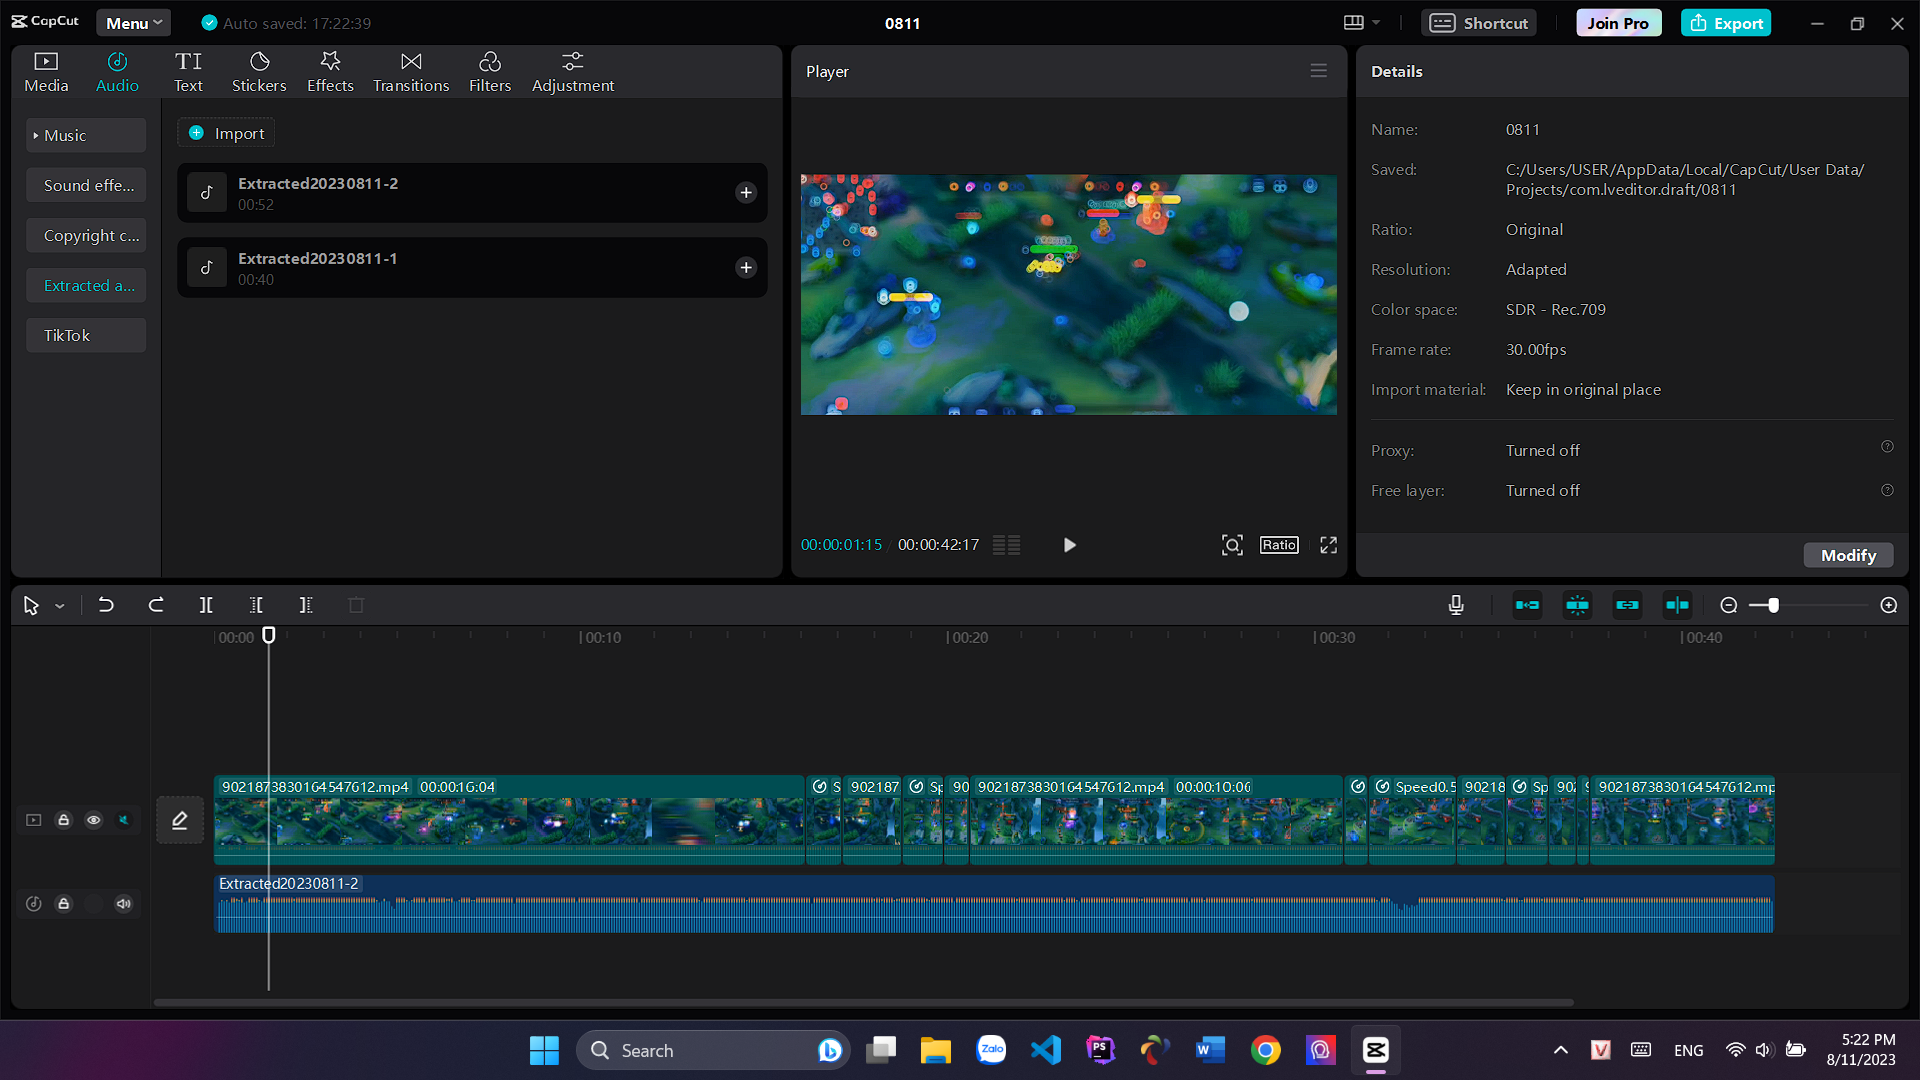 CapCut
Menu
Auto saved: 17:22:39
0811
Shortcut
Join Pro
Export
Media
Audio
TI
Text
Stickers
Effects
Transitions
Filters
Adjustment
Music
Sound effe...
Copyright c...
Extracted a...
TikTok
Import
Extracted20230811-2
00:52
Extracted20230811-1
00:40
Player
00:00:01:15 / 00:00:42:17
Ratio
Details
Name: 0811
Saved: C:/Users/USER/AppData/Local/CapCut/User Data/
Projects/com.lveditor.draft/0811
Ratio: Original
Resolution: Adapted
Color space: SDR - Rec.709
Frame rate: 30.00fps
Import material: Keep in original place
Proxy: Turned off
Free layer: Turned off
Modify
00:00
00:10
00:20
00:30
00:40
9021873830164547612.mp4 00:00:16:04
S
902187
Sp
90
9021873830164547612.mp4 00:00:10:06
Speed0.5
90218
Sp
902
9021873830164547612.mp
Extracted20230811-2
Search
Zalo
PS
W
V
ENG
5:22 PM
8/11/2023